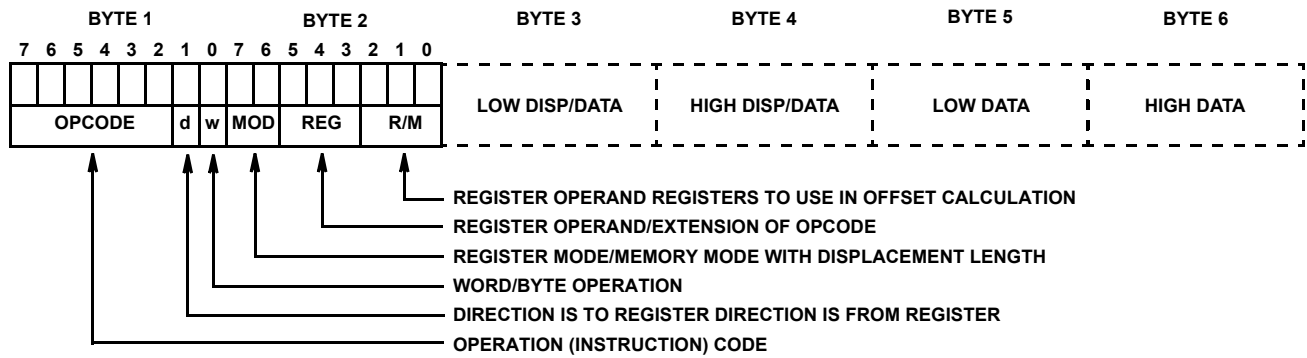 BYTE 1 BYTE 2 BYTE 3 BYTE 4 BYTE 5 BYTE 6
7 6 5 4 3 2 1 0 7 6 5 4 3 2 1 0
LOW DISP/DATA HIGH DISP/DATA LOW DATA HIGH DATA
OPCODE d w MOD REG R/M
REGISTER OPERAND REGISTERS TO USE IN OFFSET CALCULATION
REGISTER OPERAND/EXTENSION OF OPCODE
REGISTER MODE/MEMORY MODE WITH DISPLACEMENT LENGTH
WORD/BYTE OPERATION
DIRECTION IS TO REGISTER DIRECTION IS FROM REGISTER
OPERATION (INSTRUCTION) CODE